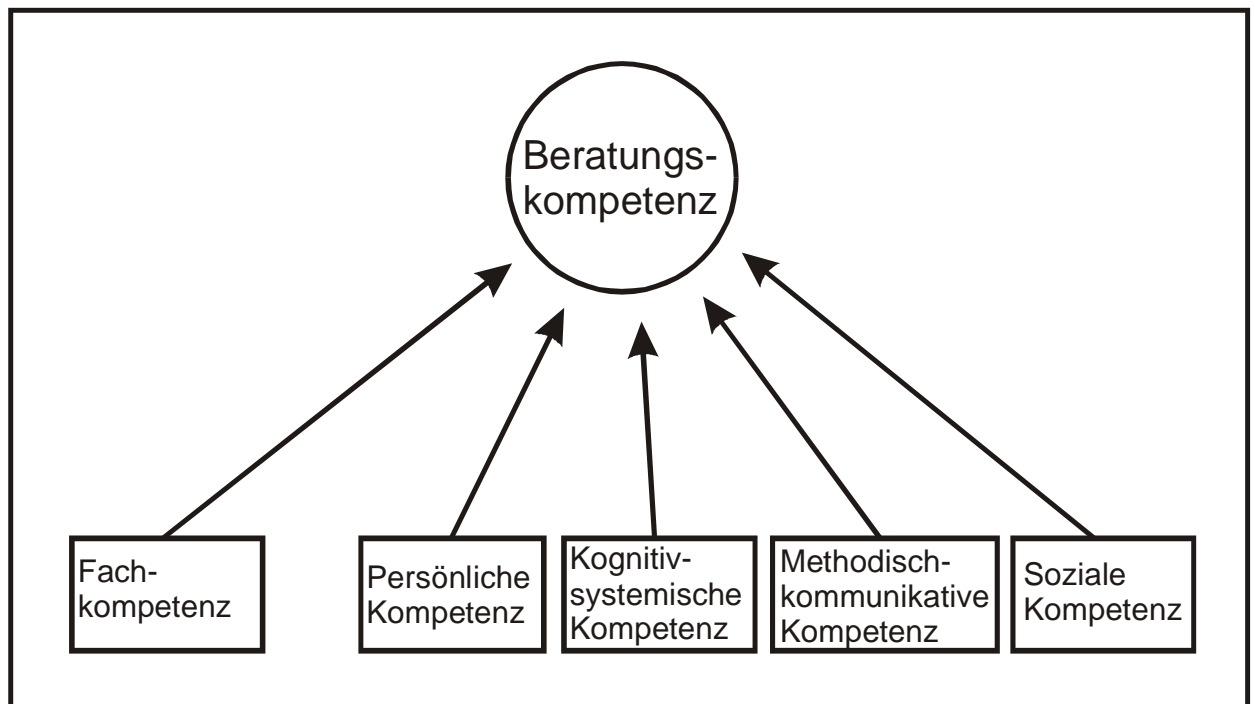 Beratungs-
kompetenz
Fach-
kompetenz
Persönliche
Kompetenz
Kognitiv-
systemische
Kompetenz
Methodisch-
kommunikative
Kompetenz
Soziale
Kompetenz